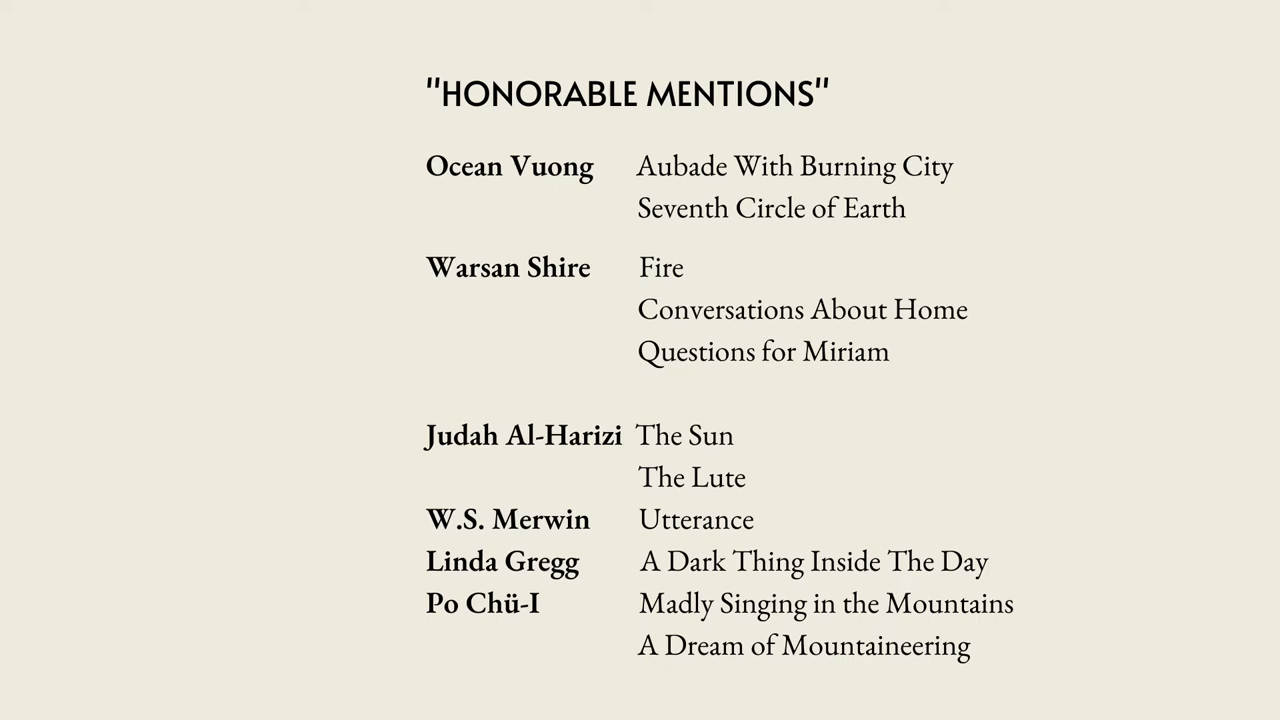 "HONORABLE MENTIONS"
Ocean Vuong Aubade With Burning City
Seventh Circle of Earth
Warsan Shire Fire
Conversations About Home
Questions for Miriam
Judah Al-Harizi The Sun
The Lute
W.S. Merwin Utterance
Linda Gregg A Dark Thing Inside The Day
Po Chü-I Madly Singing in the Mountains
A Dream of Mountaineering